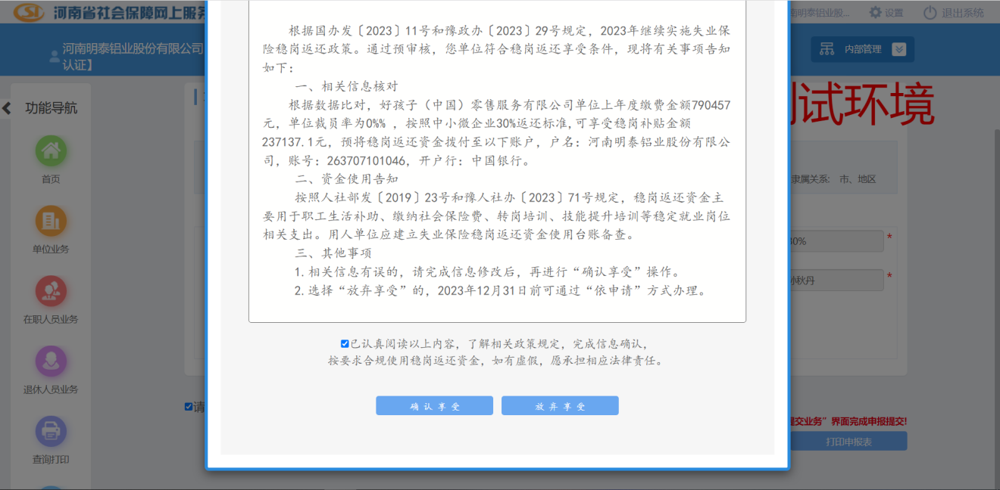 河南省社会保障网上服务
南明泰铝业股...
设置
退出系统
河南明泰铝业股份有限公司
认证】
内部管理
功能导航
首页
单位业务
在职人员业务
退休人员业务
查询打印
根据国办发〔2023〕11号和豫政办〔2023〕29号规定，2023年继续实施失业保
险稳岗返还政策。通过预审核，您单位符合稳岗返还享受条件，现将有关事项告知
如下：
一、相关信息核对
根据数据比对，好孩子（中国）零售服务有限公司单位上年度缴费金额790457
元，单位裁员率为0%% ，按照中小微企业30%返还标准,可享受稳岗补贴金额
237137.1元，预将稳岗返还资金拨付至以下账户，户名：河南明泰铝业股份有限公
司，账号：263707101046，开户行：中国银行。
二、资金使用告知
按照人社部发〔2019〕23号和豫人社办〔2023〕71号规定，稳岗返还资金主
要用于职工生活补助、缴纳社会保险费、转岗培训、技能提升培训等稳定就业岗位
相关支出。用人单位应建立失业保险稳岗返还资金使用台账备查。
三、其他事项
1.相关信息有误的，请完成信息修改后，再进行“确认享受”操作。
2.选择“放弃享受”的，2023年12月31日前可通过“依申请”方式办理。
已认真阅读以上内容，了解相关政策规定，完成信息确认，
按要求合规使用稳岗返还资金，如有虚假，愿承担相应法律责任。
确认享受
放弃享受
试环境
隶属关系: 市、地区
30%
*
孙秋丹
*
请
提交业务”界面完成申报提交!
打印申报表